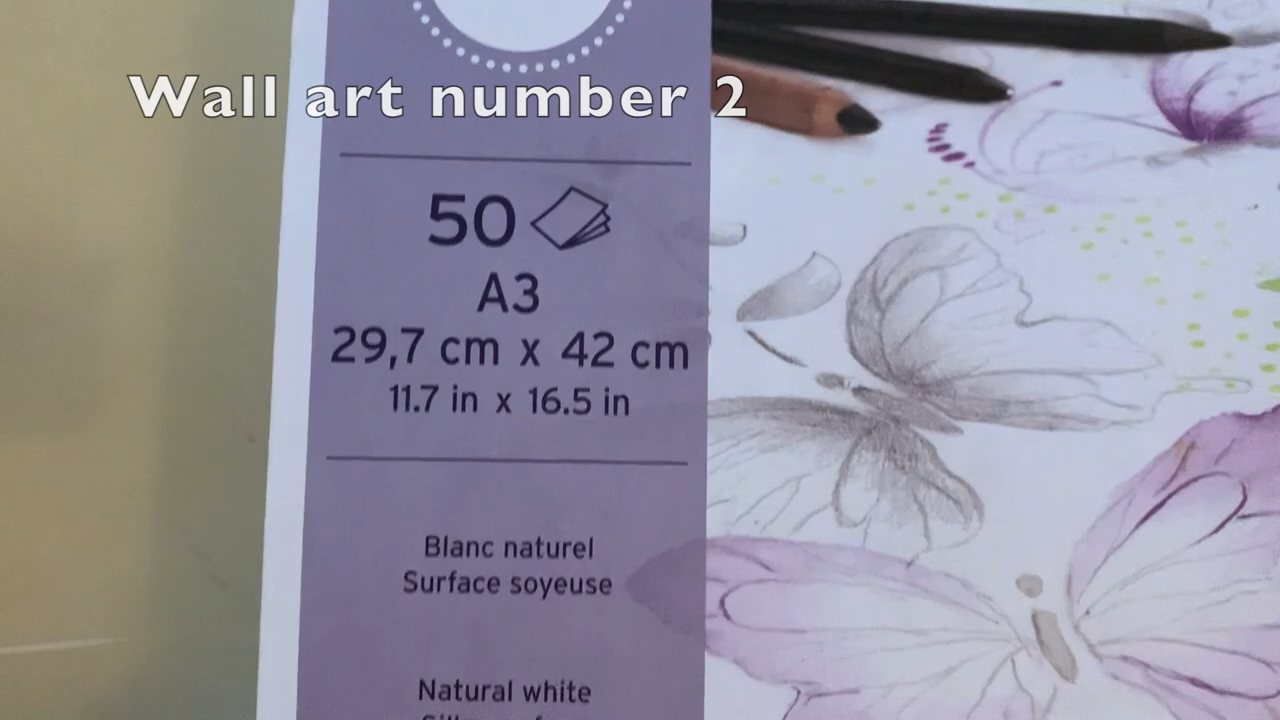 Wall art number 2
50
A3
29,7 cm x 42 cm
11.7 in x 16.5 in
Blanc naturel
Surface soyeuse
Natural white